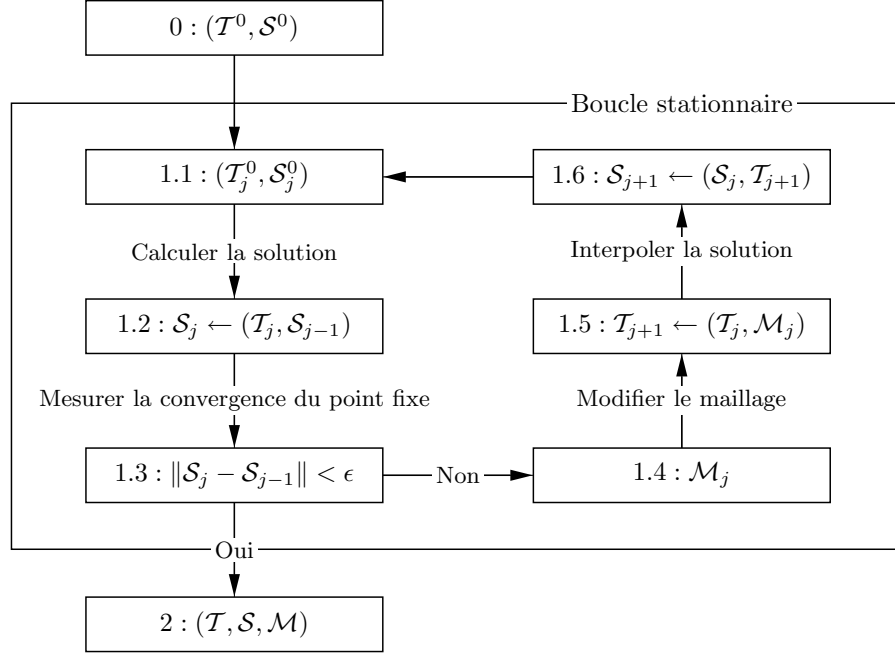 0 : (𝒯⁰, 𝒮⁰)
Boucle stationnaire
1.1 : (𝒯ⱼ⁰, 𝒮ⱼ⁰)
1.6 : 𝒮ⱼ₊₁ ← (𝒮ⱼ, 𝒯ⱼ₊₁)
Calculer la solution
Interpoler la solution
1.2 : 𝒮ⱼ ← (𝒯ⱼ, 𝒮ⱼ₋₁)
1.5 : 𝒯ⱼ₊₁ ← (𝒯ⱼ, ℳⱼ)
Mesurer la convergence du point fixe
Modifier le maillage
1.3 : ‖𝒮ⱼ − 𝒮ⱼ₋₁‖ < ϵ
Non
1.4 : ℳⱼ
Oui
2 : (𝒯, 𝒮, ℳ)